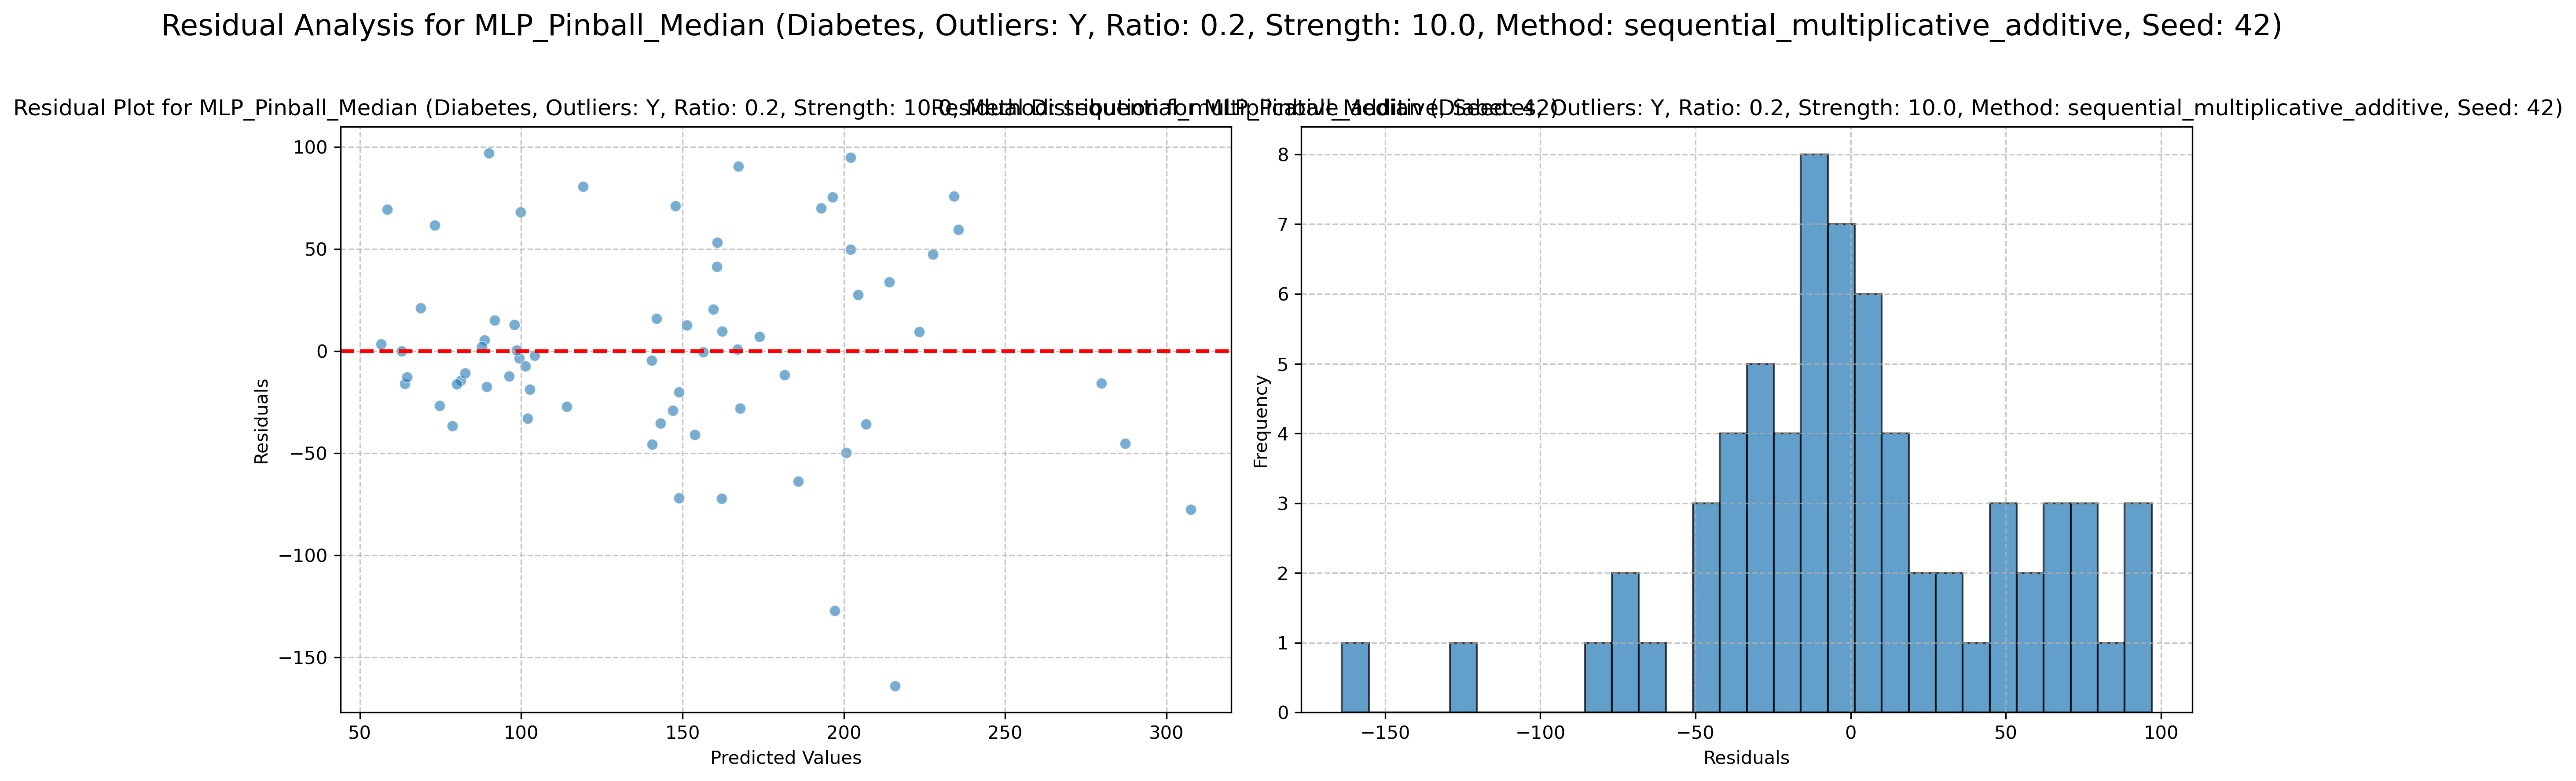 Residual Analysis for MLP_Pinball_Median (Diabetes, Outliers: Y, Ratio: 0.2, Strength: 10.0, Method: sequential_multiplicative_additive, Seed: 42)
Residual Plot for MLP_Pinball_Median (Diabetes, Outliers: Y, Ratio: 0.2, Strength: 10.0, Method: sequential_multiplicative_additive, Seed: 42)
Residual Distribution for MLP_Pinball_Median (Diabetes, Outliers: Y, Ratio: 0.2, Strength: 10.0, Method: sequential_multiplicative_additive, Seed: 42)
100
50
0
−50
−100
−150
Residuals
50 100 150 200 250 300
Predicted Values
8
7
6
5
4
3
2
1
0
Frequency
−150 −100 −50 0 50 100
Residuals